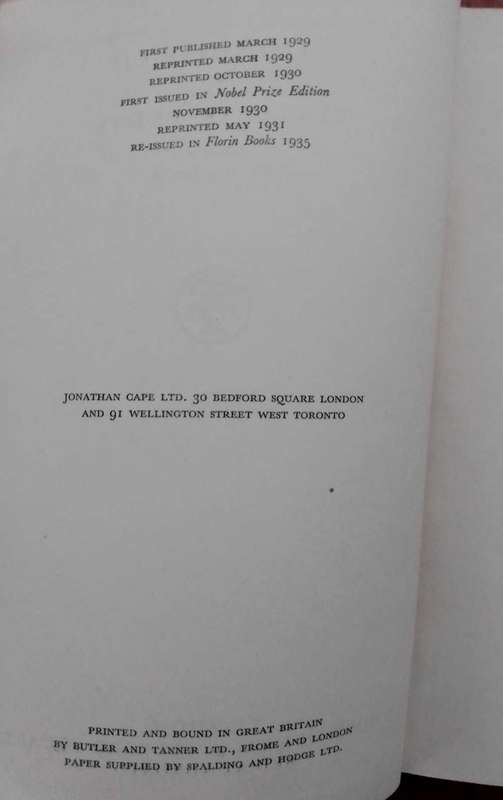 FIRST PUBLISHED MARCH 1929
REPRINTED MARCH 1929
REPRINTED OCTOBER 1930
FIRST ISSUED IN Nobel Prize Edition
NOVEMBER 1930
REPRINTED MAY 1931
RE-ISSUED IN Florin Books 1935
JONATHAN CAPE LTD. 30 BEDFORD SQUARE LONDON
AND 91 WELLINGTON STREET WEST TORONTO
PRINTED AND BOUND IN GREAT BRITAIN
BY BUTLER AND TANNER LTD., FROME AND LONDON
PAPER SUPPLIED BY SPALDING AND HODGE LTD.